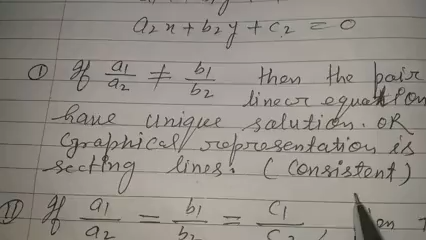 a₂x + b₂y + c₂ = 0
① If a₁/a₂ ≠ b₁/b₂ then the pair
linear equation
have unique solution. OR
Graphical representation is
secting lines. (Consistent)
II) If a₁/a₂ = b₁/b₂ = c₁/c₂,